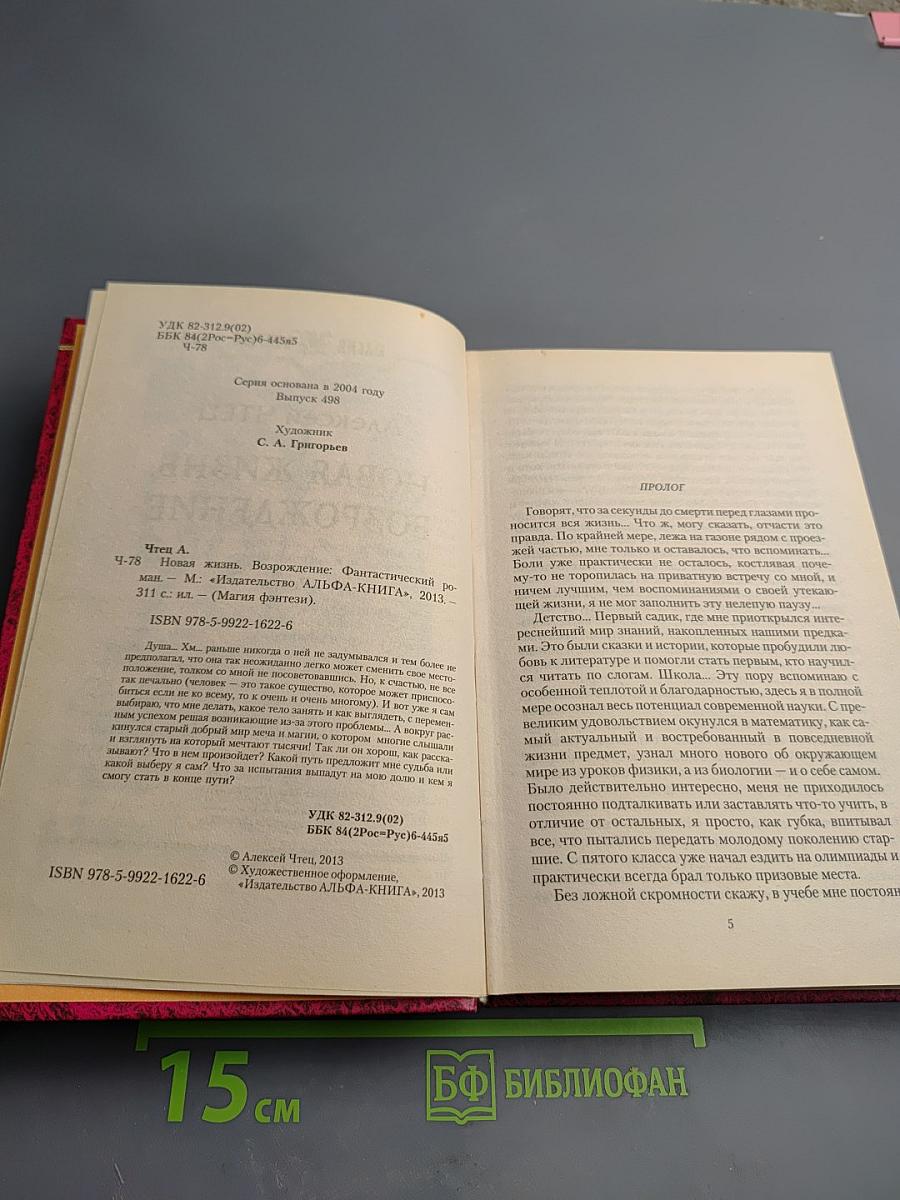 УДК 82-312.9(02)
ББК 84(2Рос=Рус)6-445я5
Ч-78
Серия основана в 2004 году
Выпуск 498
Художник
С. А. Григорьев
Чтец А.
Ч-78 Новая жизнь. Возрождение: Фантастический ро-
ман. — М.: «Издательство АЛЬФА-КНИГА», 2013. —
311 с.: ил. — (Магия фэнтези).
ISBN 978-5-9922-1622-6
Душа... Хм... раньше никогда о ней не задумывался и тем более не
предполагал, что она так неожиданно легко может сменить свое место-
положение, толком со мной не посоветовавшись. Но, к счастью, не все
так печально (человек — это такое существо, которое может приспосо-
биться если не ко всему, то к очень и очень многому). И вот уже я сам
выбираю, что мне делать, какое тело занять и как выглядеть, с перемен-
ным успехом решая возникающие из-за этого проблемы... А вокруг рас-
кинулся старый добрый мир меча и магии, о котором многие слышали
и взглянуть на который мечтают тысячи! Так ли он хорош, как расска-
зывают? Что в нем произойдет? Какой путь предложит мне судьба или
какой выберу я сам? Что за испытания выпадут на мою долю и кем я
смогу стать в конце пути?
УДК 82-312.9(02)
ББК 84(2Рос=Рус)6-445я5
© Алексей Чтец, 2013
© Художественное оформление,
«Издательство АЛЬФА-КНИГА», 2013
ISBN 978-5-9922-1622-6
ПРОЛОГ
Говорят, что за секунды до смерти перед глазами про-
носится вся жизнь... Что ж, могу сказать, отчасти это
правда. По крайней мере, лежа на газоне рядом с проез-
жей частью, мне только и оставалось, что вспоминать...
Боли уже практически не осталось, костлявая поче-
му-то не торопилась на приватную встречу со мной, и
ничем лучшим, чем воспоминаниями о своей утекаю-
щей жизни, я не мог заполнить эту нелепую паузу...
Детство... Первый садик, где мне приоткрылся инте-
реснейший мир знаний, накопленных нашими предка-
ми. Это были сказки и истории, которые пробудили лю-
бовь к литературе и помогли стать первым, кто научил-
ся читать по слогам. Школа... Эту пору вспоминаю с
особенной теплотой и благодарностью, здесь я в полной
мере осознал весь потенциал современной науки. С пре-
великим удовольствием окунулся в математику, как са-
мый актуальный и востребованный в повседневной
жизни предмет, узнал много нового об окружающем
мире из уроков физики, а из биологии — и о себе самом.
Было действительно интересно, меня не приходилось
постоянно подталкивать или заставлять что-то учить, в
отличие от остальных, я просто, как губка, впитывал
все, что пытались передать молодому поколению стар-
шие. С пятого класса уже начал ездить на олимпиады и
практически всегда брал только призовые места.
Без ложной скромности скажу, в учебе мне постоян
5
15 см
БФ БИБЛИОФАН